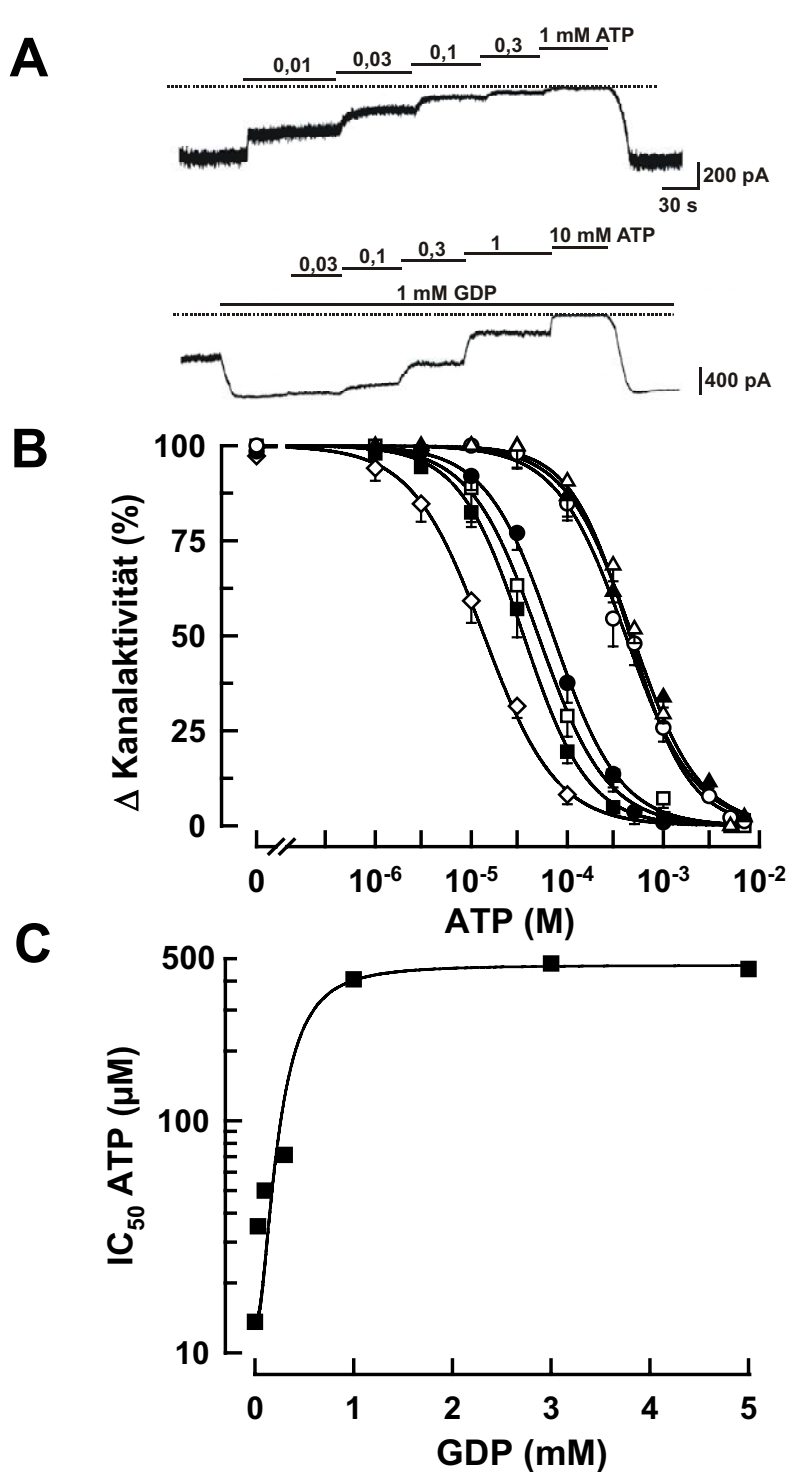 A
0,01 0,03 0,1 0,3 1 mM ATP
200 pA
30 s
0,03 0,1 0,3 1 10 mM ATP
1 mM GDP
400 pA
B
100
75
50
25
0
Δ Kanalaktivität (%)
0 10-6 10-5 10-4 10-3 10-2
ATP (M)
C
500
100
10
IC50 ATP (µM)
0 1 2 3 4 5
GDP (mM)